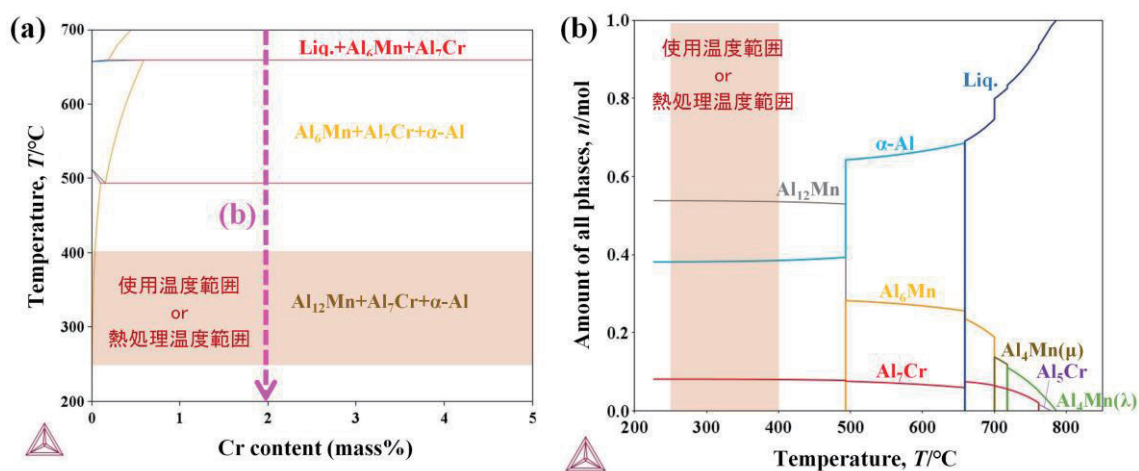 (a)
700
600
500
400
300
200
Temperature, T/°C
0
1
2
3
4
5
Cr content (mass%)
Liq.+Al₆Mn+Al₇Cr
Al₆Mn+Al₇Cr+α-Al
(b)
使用温度範囲
or
熱処理温度範囲
Al₁₂Mn+Al₇Cr+α-Al
(b)
1.0
0.8
0.6
0.4
0.2
0.0
Amount of all phases, n/mol
200
300
400
500
600
700
800
Temperature, T/°C
使用温度範囲
or
熱処理温度範囲
Liq.
α-Al
Al₁₂Mn
Al₆Mn
Al₇Cr
Al₄Mn(μ)
Al₅Cr
Al₄Mn(λ)